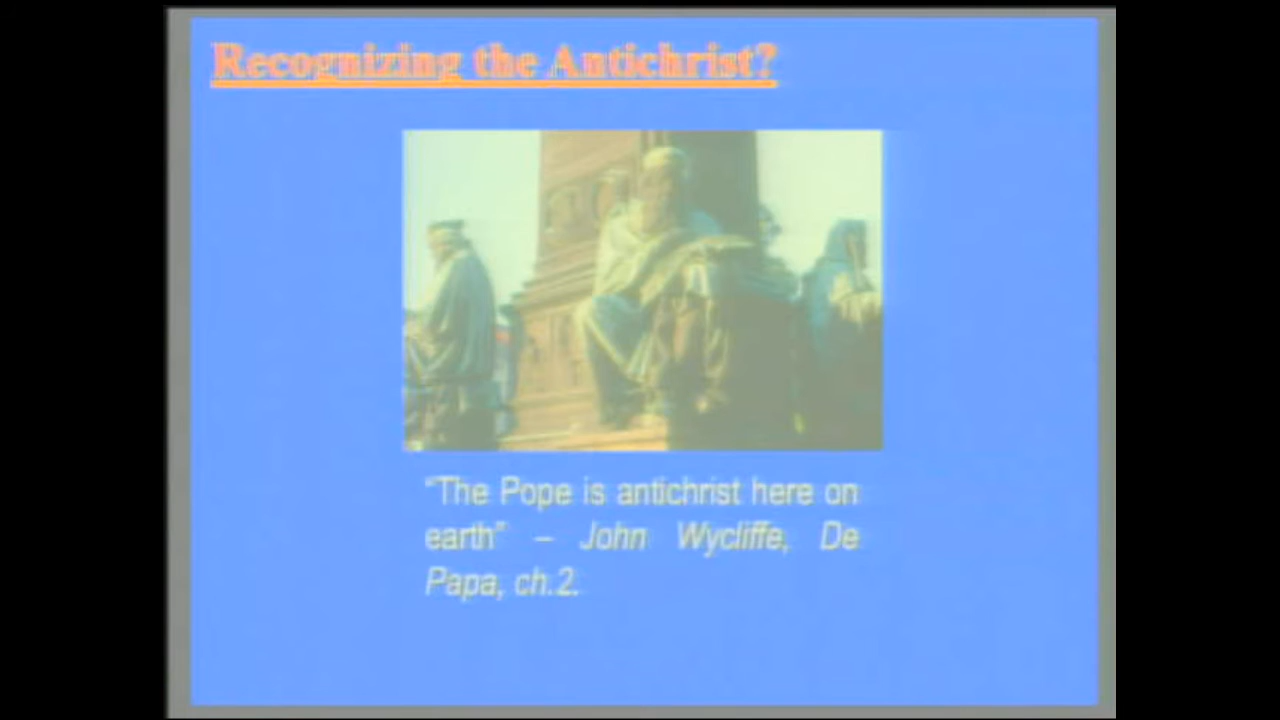 Recognizing the Antichrist?
"The Pope is antichrist here on
earth" – John Wycliffe, De
Papa, ch.2.